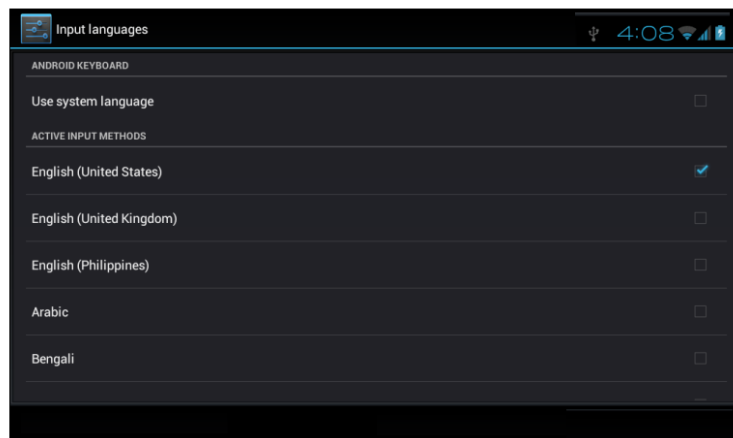 Input languages
4:08
ANDROID KEYBOARD
Use system language
ACTIVE INPUT METHODS
English (United States)
English (United Kingdom)
English (Philippines)
Arabic
Bengali